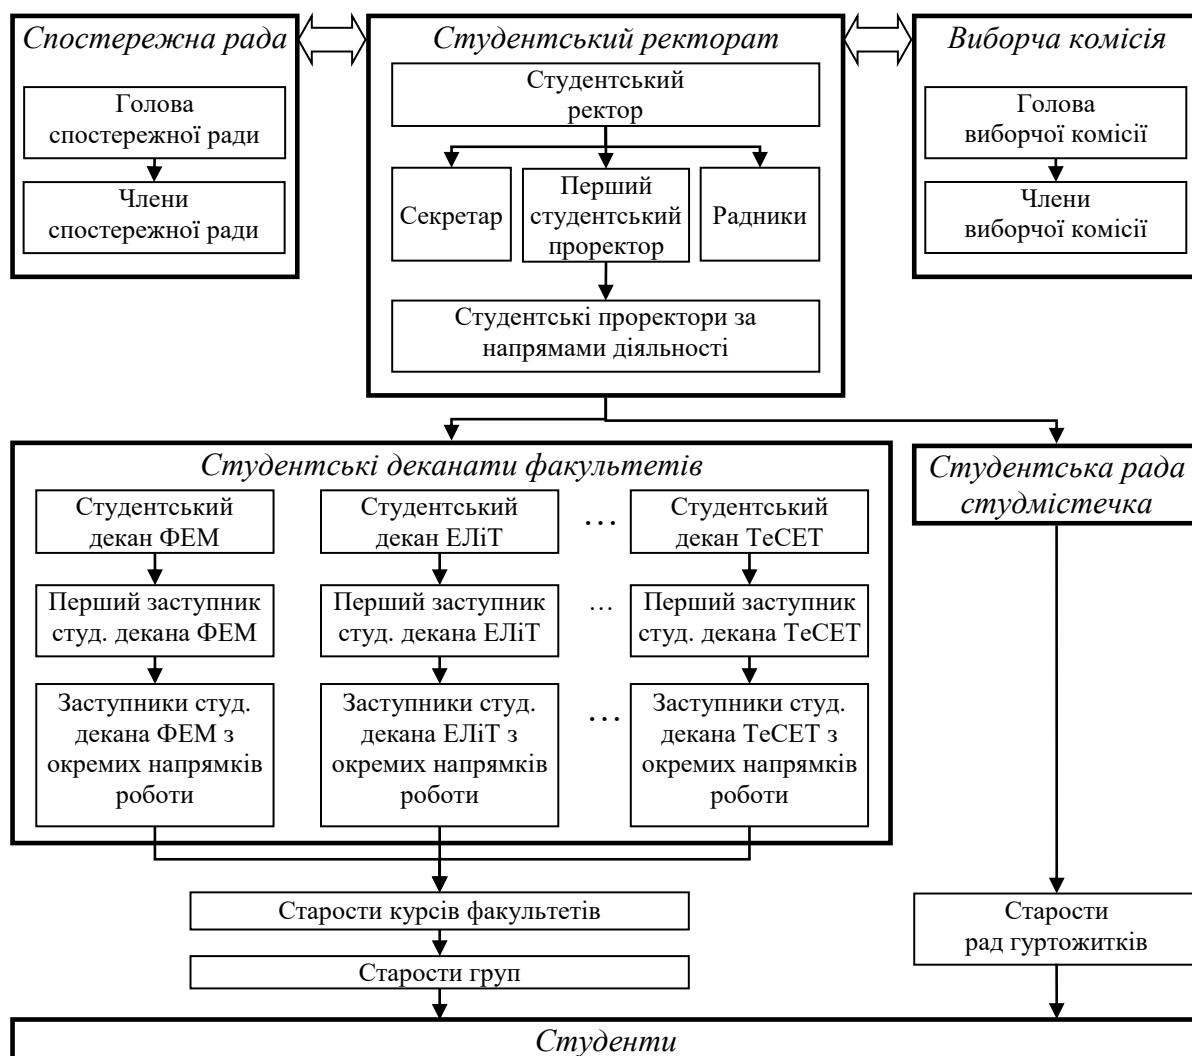 Спостережна рада
Голова
спостережної ради
Члени
спостережної ради
Студентський ректорат
Студентський
ректор
Секретар
Перший
студентський
проректор
Радники
Студентські проректори за
напрямами діяльності
Виборча комісія
Голова
виборчої комісії
Члени
виборчої комісії
Студентські деканати факультетів
Студентський
декан ФЕМ
Студентський
декан ЕЛіТ
...
Студентський
декан ТеСЕТ
Перший заступник
студ. декана ФЕМ
Перший заступник
студ. декана ЕЛіТ
...
Перший заступник
студ. декана ТеСЕТ
Заступники студ.
декана ФЕМ з
окремих напрямків
роботи
Заступники студ.
декана ЕЛіТ з
окремих напрямків
роботи
...
Заступники студ.
декана ТеСЕТ з
окремих напрямків
роботи
Студентська рада
студмістечка
Старости курсів факультетів
Старости груп
Старости
рад гуртожитків
Студенти